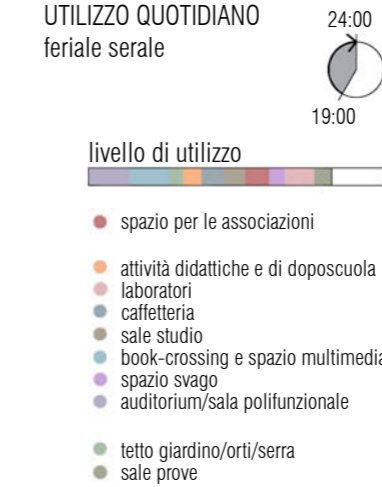 UTILIZZO QUOTIDIANO
feriale serale
24:00
19:00
livello di utilizzo
spazio per le associazioni
attività didattiche e di doposcuola
laboratori
caffetteria
sale studio
book-crossing e spazio multimedia
spazio svago
auditorium/sala polifunzionale
tetto giardino/orti/serra
sale prove